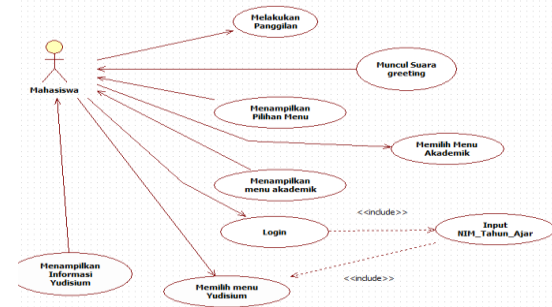 Melakukan
Panggilan
Mahasiswa
Muncul Suara
greeting
Menampilkan
Pilihan Menu
Memilih Menu
Akademik
Menampilkan
menu akademik
<<include>>
Login
Input
NIM_Tahun_Ajar
Menampilkan
Informasi
Yudisium
Memilih menu
Yudisium
<<include>>